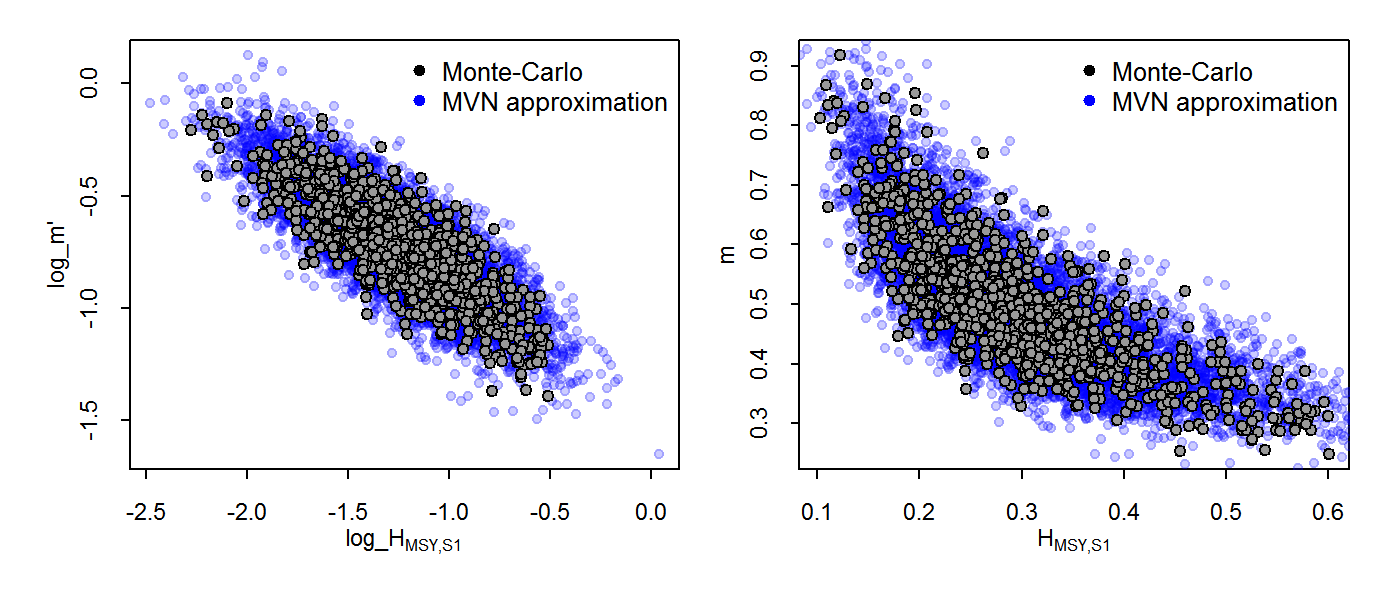 Monte-Carlo
MVN approximation
log_m'
0.0
-0.5
-1.0
-1.5
-2.5 -2.0 -1.5 -1.0 -0.5 0.0
log_H_MSY,S1
Monte-Carlo
MVN approximation
m
0.9
0.8
0.7
0.6
0.5
0.4
0.3
0.1 0.2 0.3 0.4 0.5 0.6
H_MSY,S1